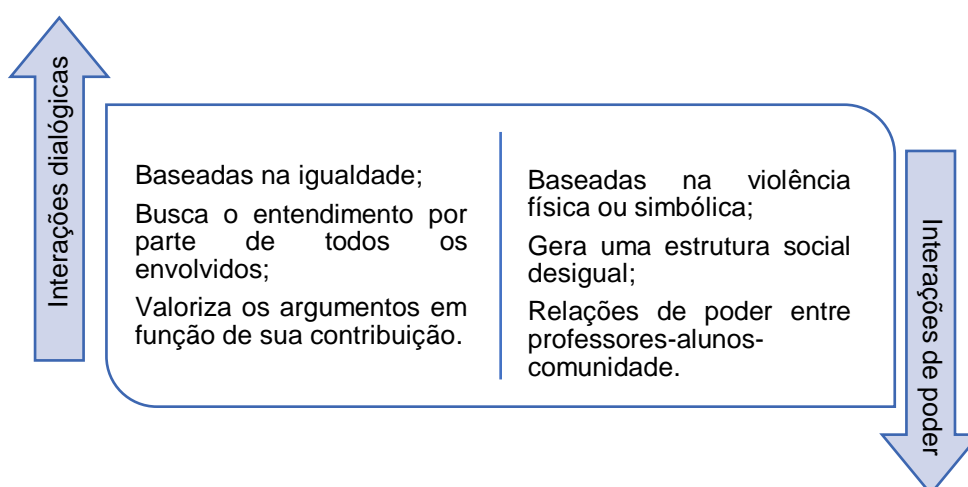 Interações dialógicas
Baseadas na igualdade;
Busca o entendimento por
parte de todos os
envolvidos;
Valoriza os argumentos em
função de sua contribuição.
Baseadas na violência
física ou simbólica;
Gera uma estrutura social
desigual;
Relações de poder entre
professores-alunos-
comunidade.
Interações de poder